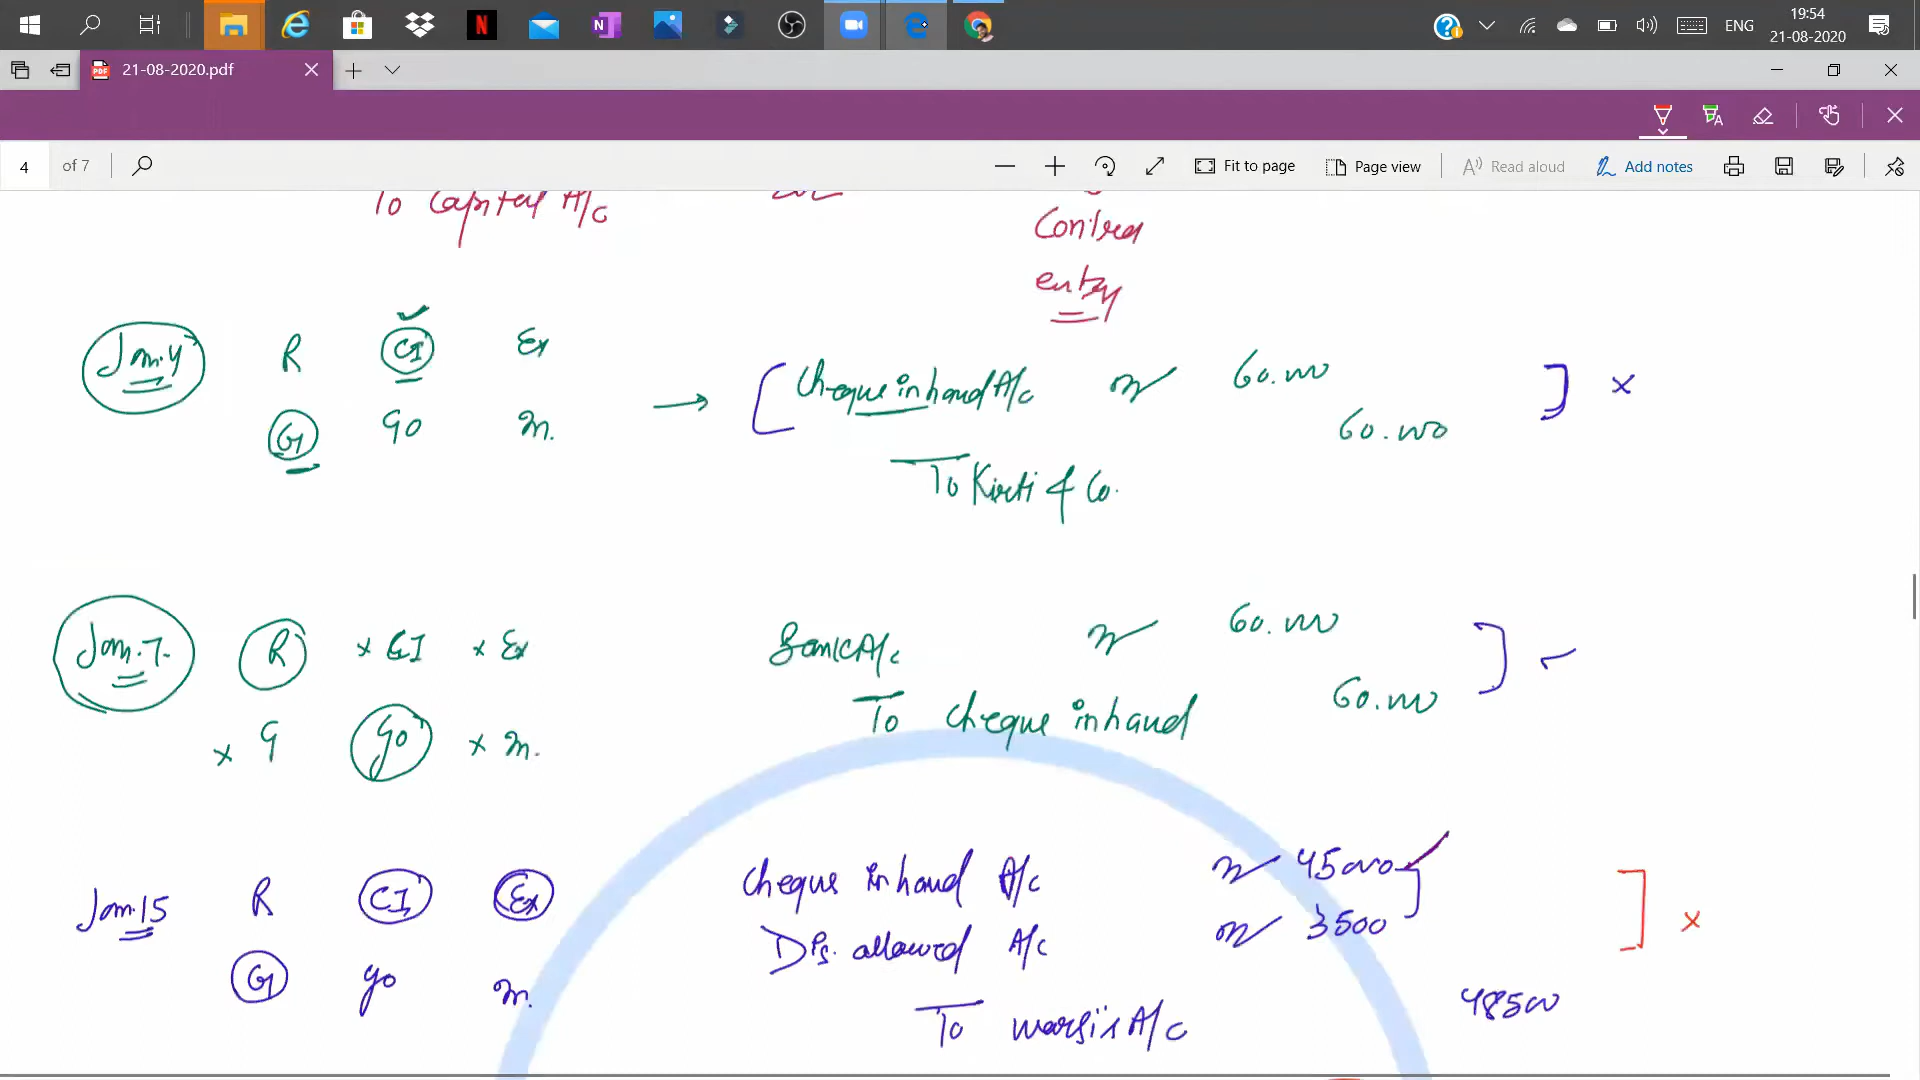 19:54
ENG
21-08-2020
21-08-2020.pdf
4 of 7
Fit to page
Page view
Read aloud
Add notes
To Capital A/c
Contra
entry
Jan.4 R CI Ex
Cheque in hand A/c Dr 60.000
G go m. 60.000
To Kirti & Co.
Jan.7. R × CI × Ex Bank A/c Dr 60.000
× G go × m. To cheque in hand 60.000
Jan.15 R CI Ex Cheque in hand A/c Dr 45000
Dis. allowed A/c Dr 3500
G go m. To A/c 48500